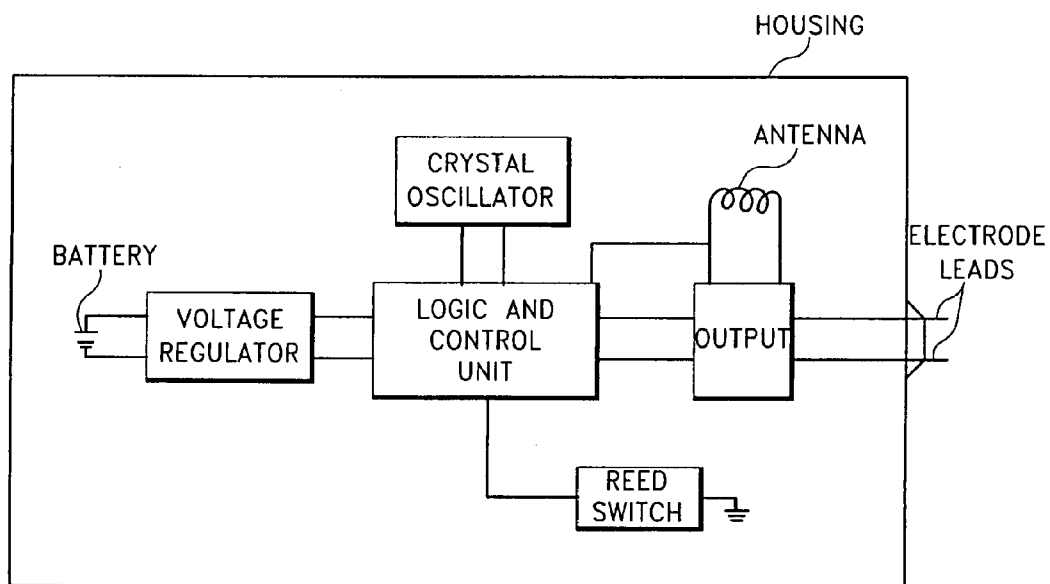 HOUSING
ANTENNA
CRYSTAL
OSCILLATOR
ELECTRODE
LEADS
BATTERY
VOLTAGE
REGULATOR
LOGIC AND
CONTROL
UNIT
OUTPUT
REED
SWITCH